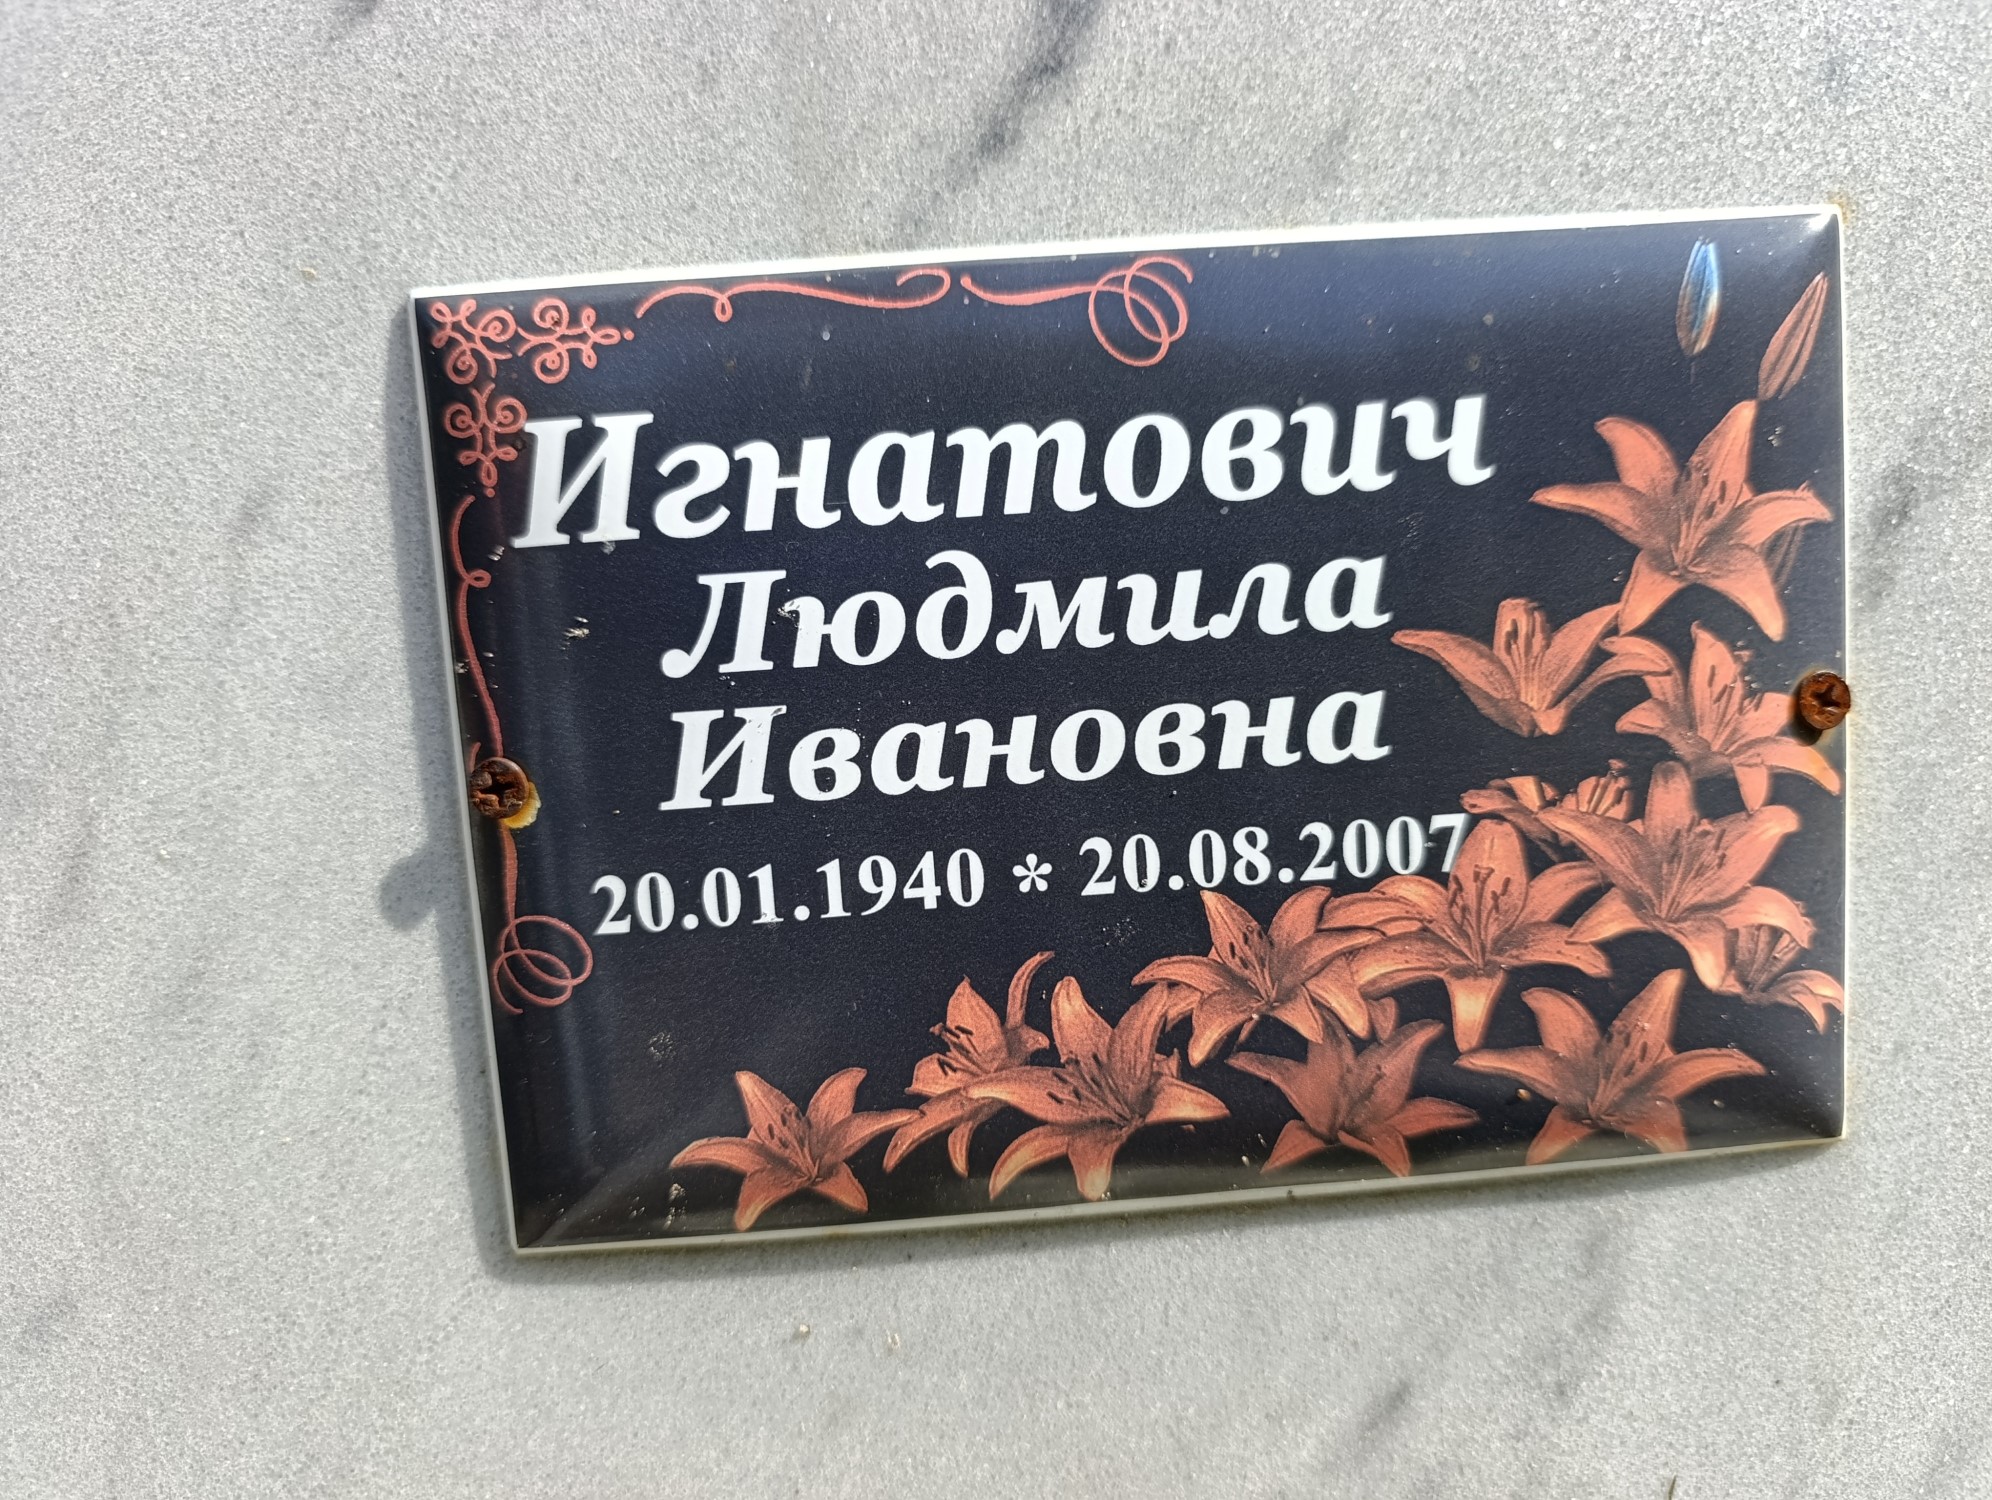 Игнатович
Людмила
Ивановна
20.01.1940 * 20.08.2007